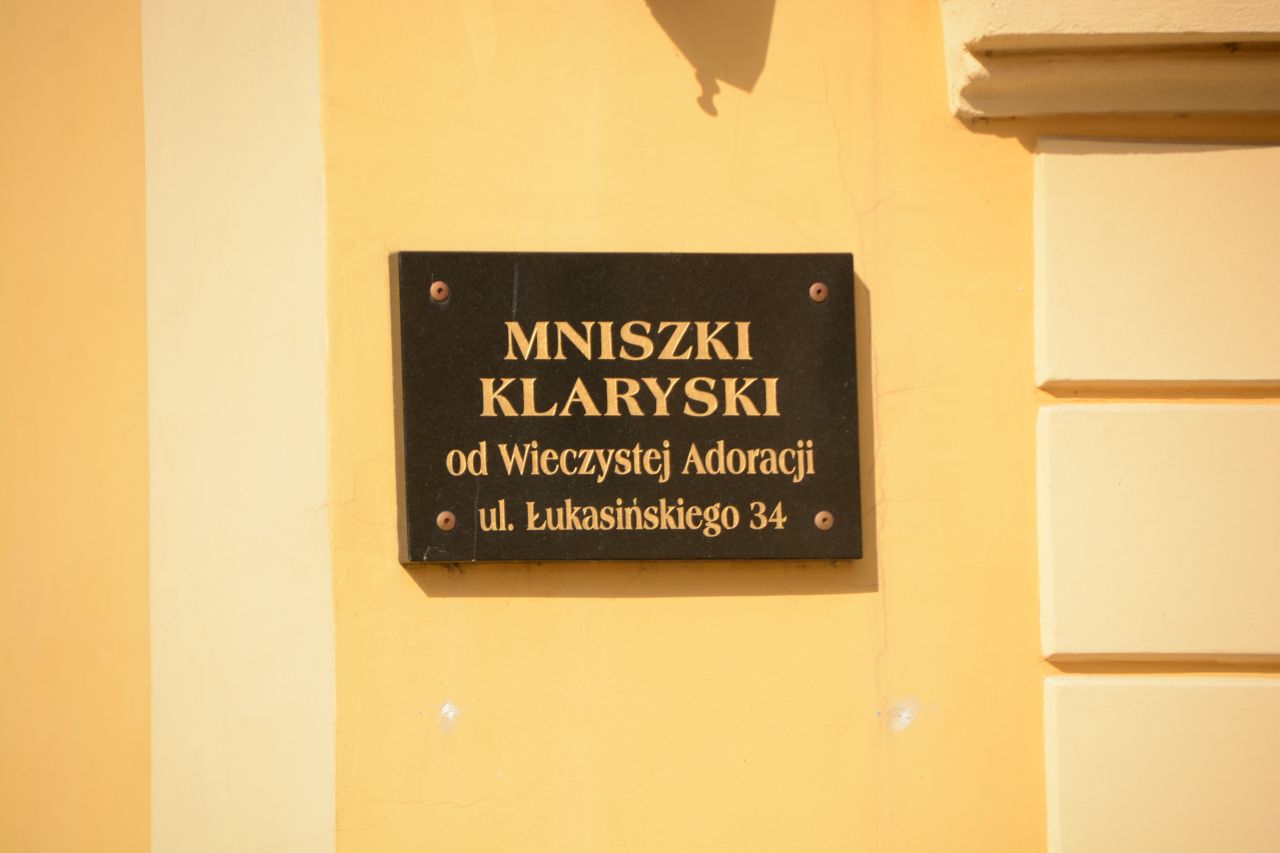 MNISZKI
KLARYSKI
od Wieczystej Adoracji
ul. Łukasińskiego 34